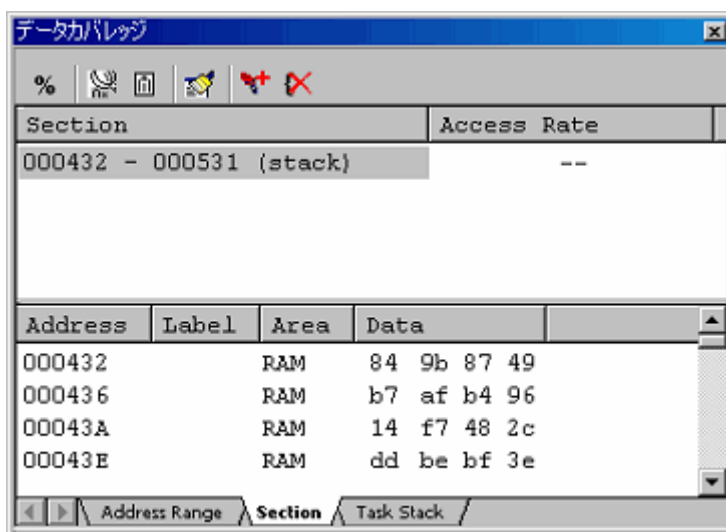 データカバレッジ
%
Section Access Rate
000432 - 000531 (stack) --
Address Label Area Data
000432 RAM 84 9b 87 49
000436 RAM b7 af b4 96
00043A RAM 14 f7 48 2c
00043E RAM dd be bf 3e
Address Range Section Task Stack